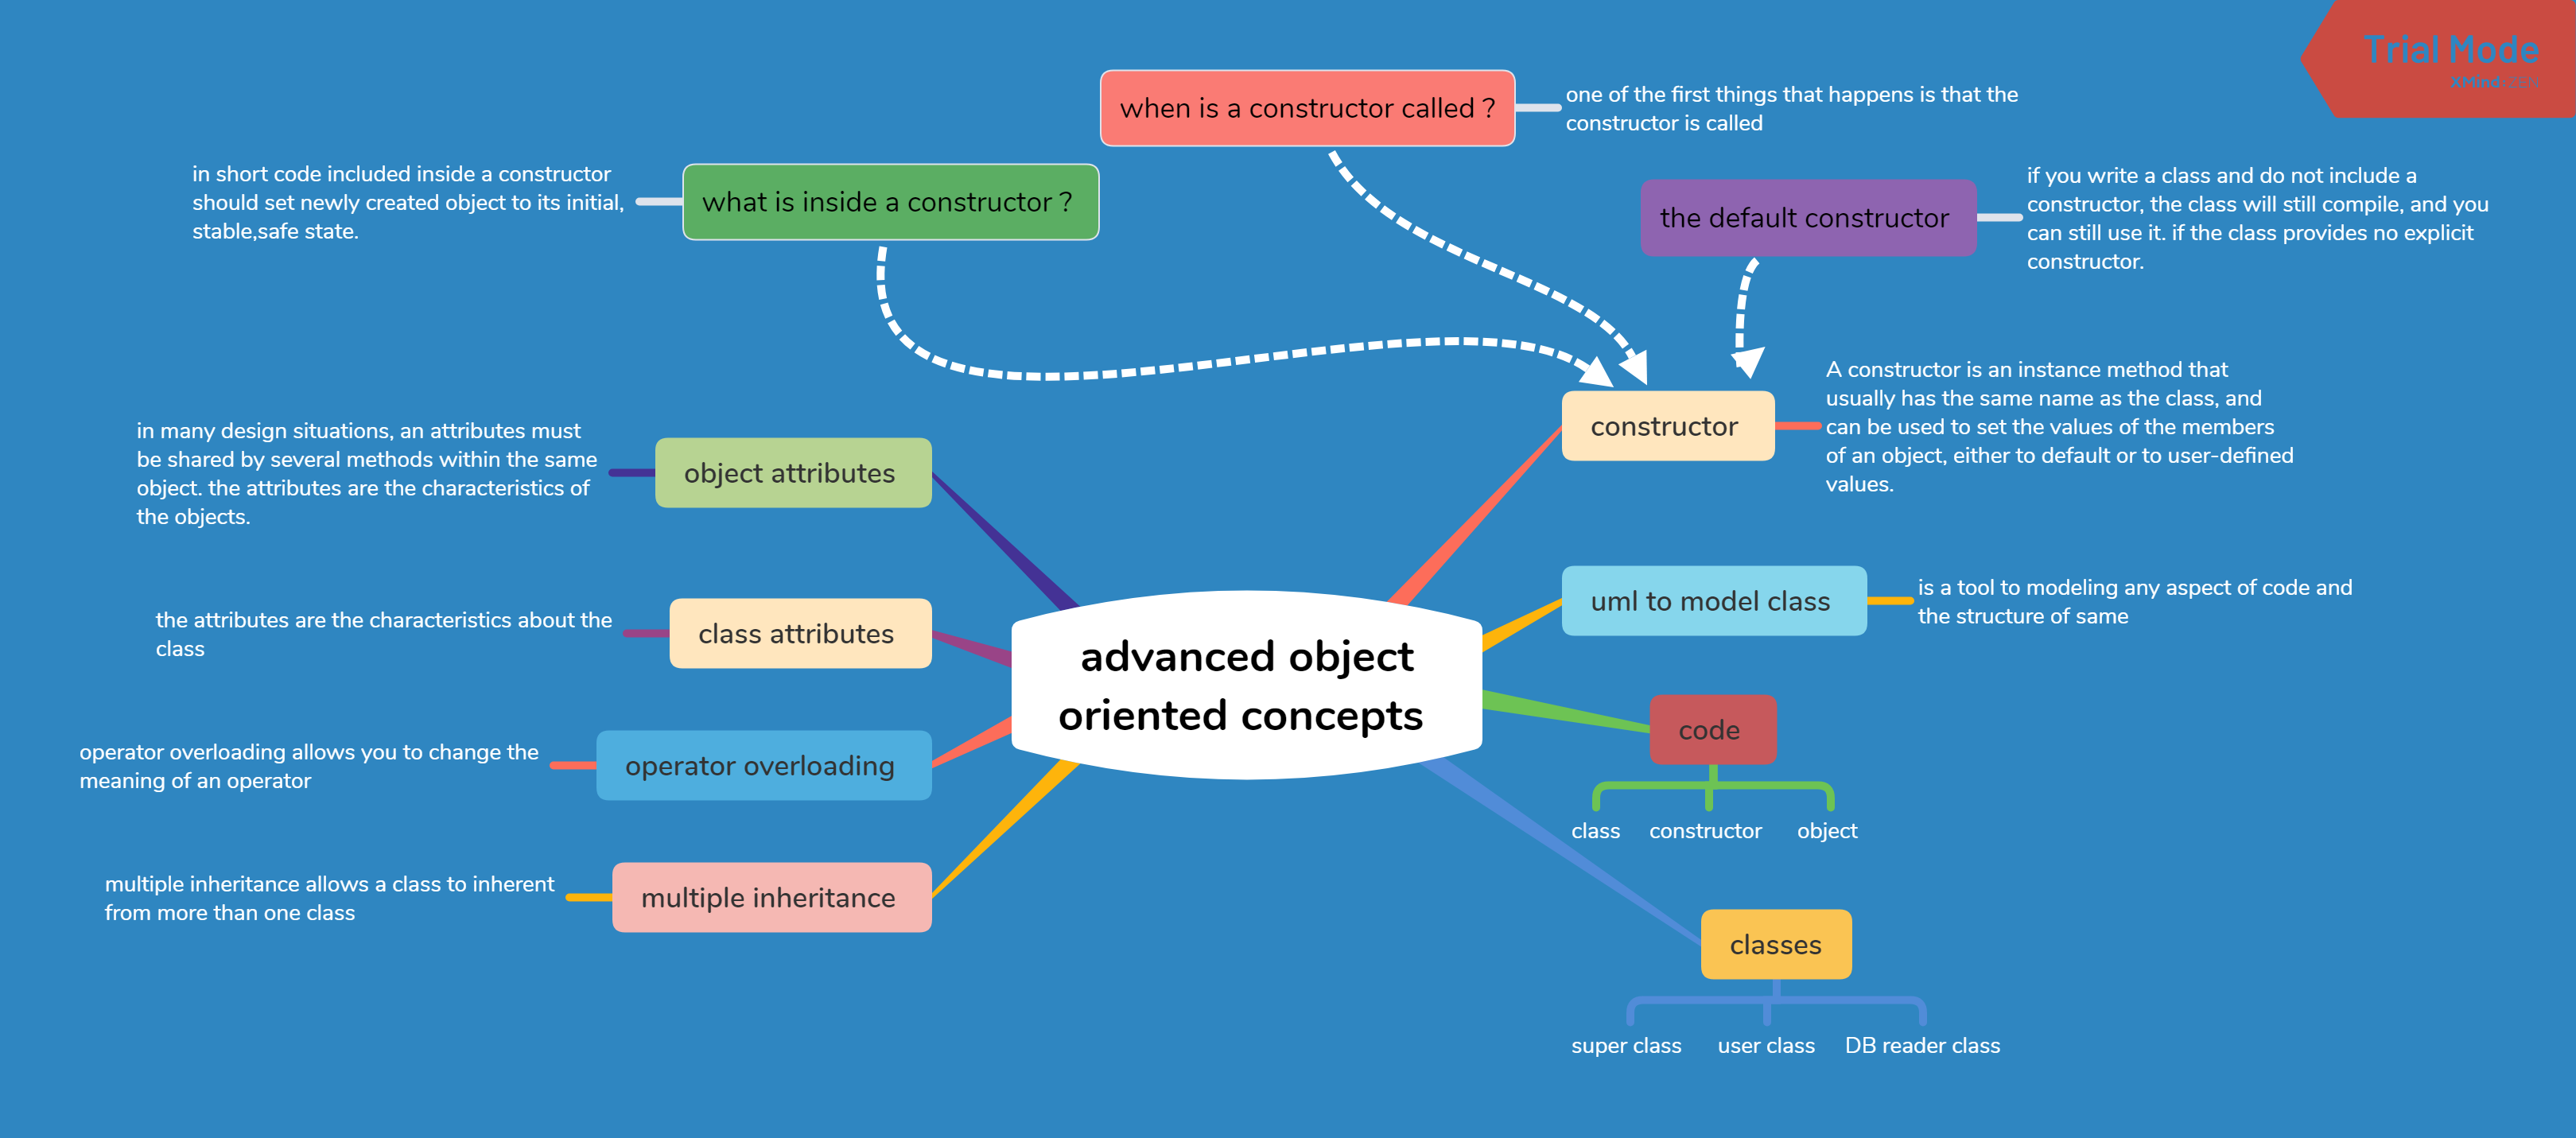 Trial Mode
XMind
when is a constructor called ?
one of the first things that happens is that the
constructor is called
what is inside a constructor ?
in short code included inside a constructor
should set newly created object to its initial,
stable,safe state.
the default constructor
if you write a class and do not include a
constructor, the class will still compile, and you
can still use it. if the class provides no explicit
constructor.
constructor
A constructor is an instance method that
usually has the same name as the class, and
can be used to set the values of the members
of an object, either to default or to user-defined
values.
object attributes
in many design situations, an attributes must
be shared by several methods within the same
object. the attributes are the characteristics of
the objects.
uml to model class
is a tool to modeling any aspect of code and
the structure of same
class attributes
the attributes are the characteristics about the
class
advanced object
oriented concepts
code
class constructor object
operator overloading
operator overloading allows you to change the
meaning of an operator
multiple inheritance
multiple inheritance allows a class to inherent
from more than one class
classes
super class user class DB reader class